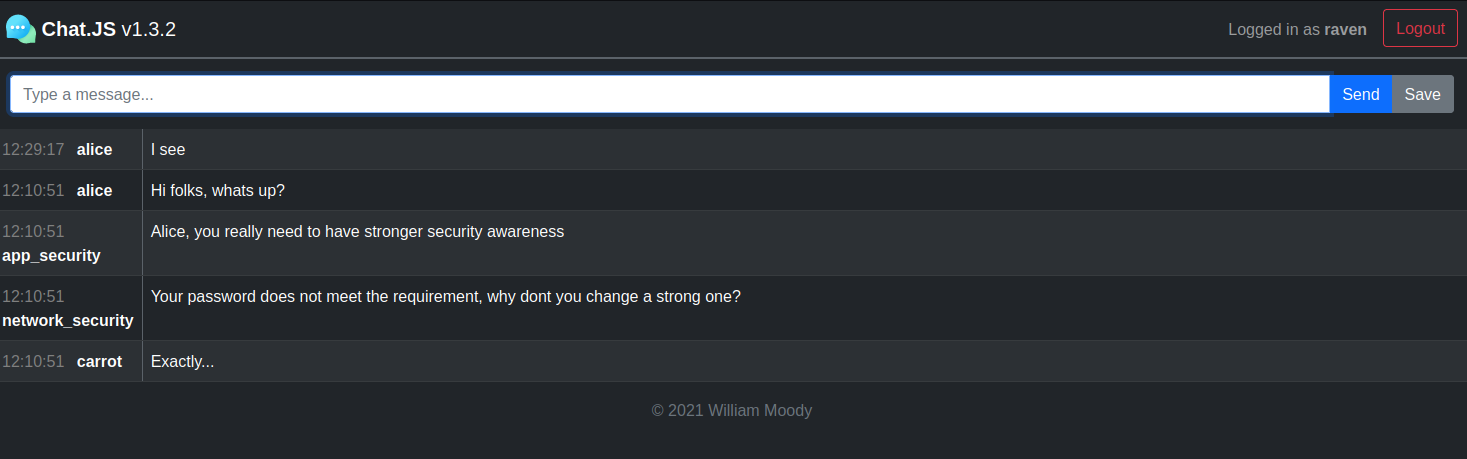 Chat.JS v1.3.2
Logged in as raven
Logout
Type a message...
Send
Save
12:29:17 alice I see
12:10:51 alice Hi folks, whats up?
12:10:51 Alice, you really need to have stronger security awareness
app_security
12:10:51 Your password does not meet the requirement, why dont you change a strong one?
network_security
12:10:51 carrot Exactly...
© 2021 William Moody